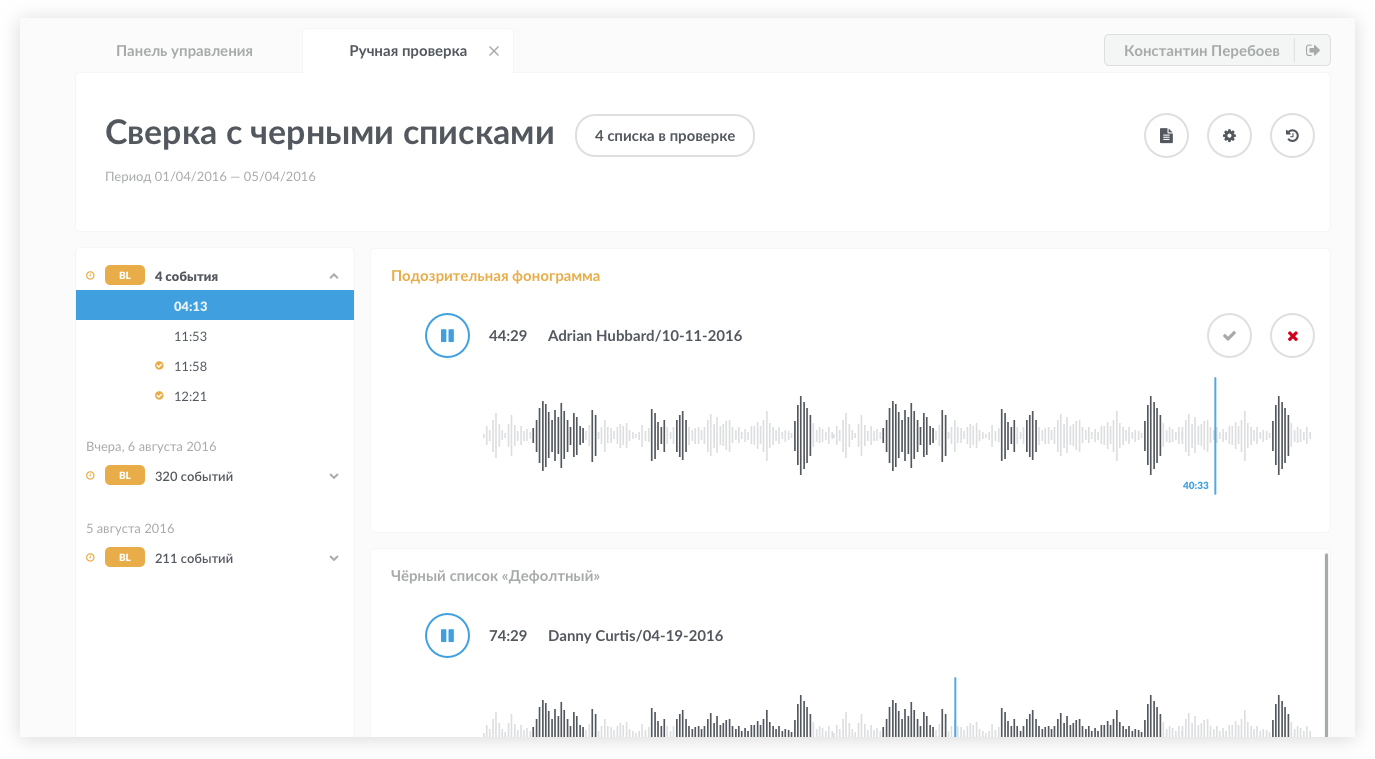 Панель управления
Ручная проверка
Константин Перебоев
Сверка с черными списками
4 списка в проверке
Период 01/04/2016 — 05/04/2016
BL 4 события
04:13
11:53
11:58
12:21
Вчера, 6 августа 2016
BL 320 событий
5 августа 2016
BL 211 событий
Подозрительная фонограмма
44:29 Adrian Hubbard/10-11-2016
40:33
Чёрный список «Дефолтный»
74:29 Danny Curtis/04-19-2016